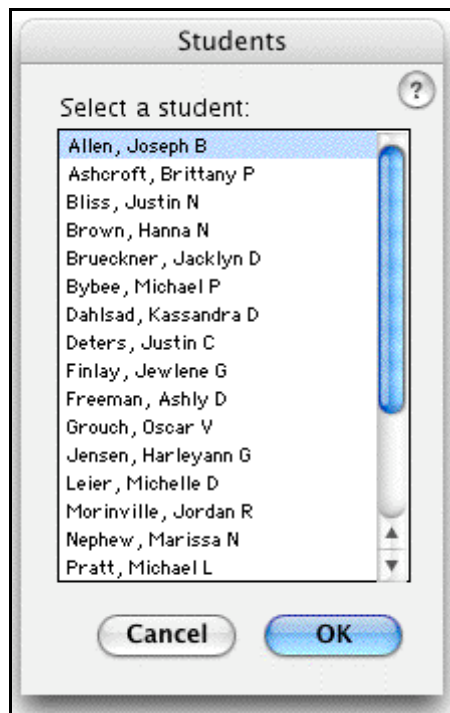 Students
?
Select a student:
Allen, Joseph B
Ashcroft, Brittany P
Bliss, Justin N
Brown, Hanna N
Brueckner, Jacklyn D
Bybee, Michael P
Dahlsad, Kassandra D
Deters, Justin C
Finlay, Jewlene G
Freeman, Ashly D
Grouch, Oscar V
Jensen, Harleyann G
Leier, Michelle D
Morinville, Jordan R
Nephew, Marissa N
Pratt, Michael L
Cancel OK